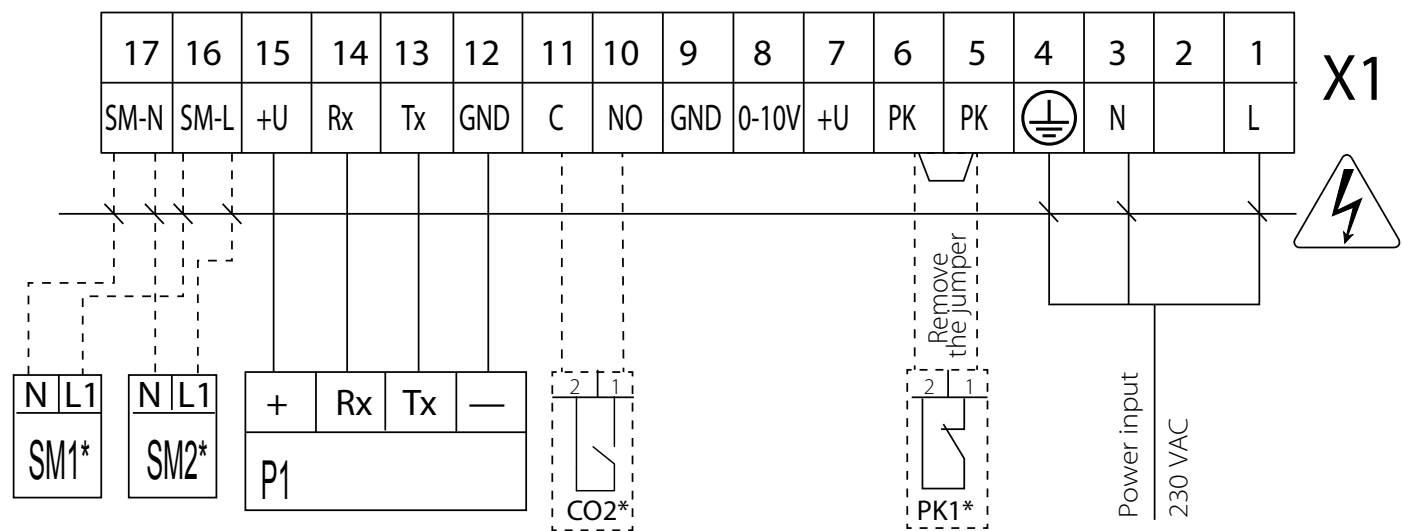 17 16 15 14 13 12 11 10 9 8 7 6 5 4 3 2 1
X1
SM-N SM-L +U Rx Tx GND C NO GND 0-10V +U PK PK N L
Remove
the jumper
N L1
SM1*
N L1
SM2*
+ Rx Tx —
P1
2 1
CO2*
2 1
PK1*
Power input
230 VAC